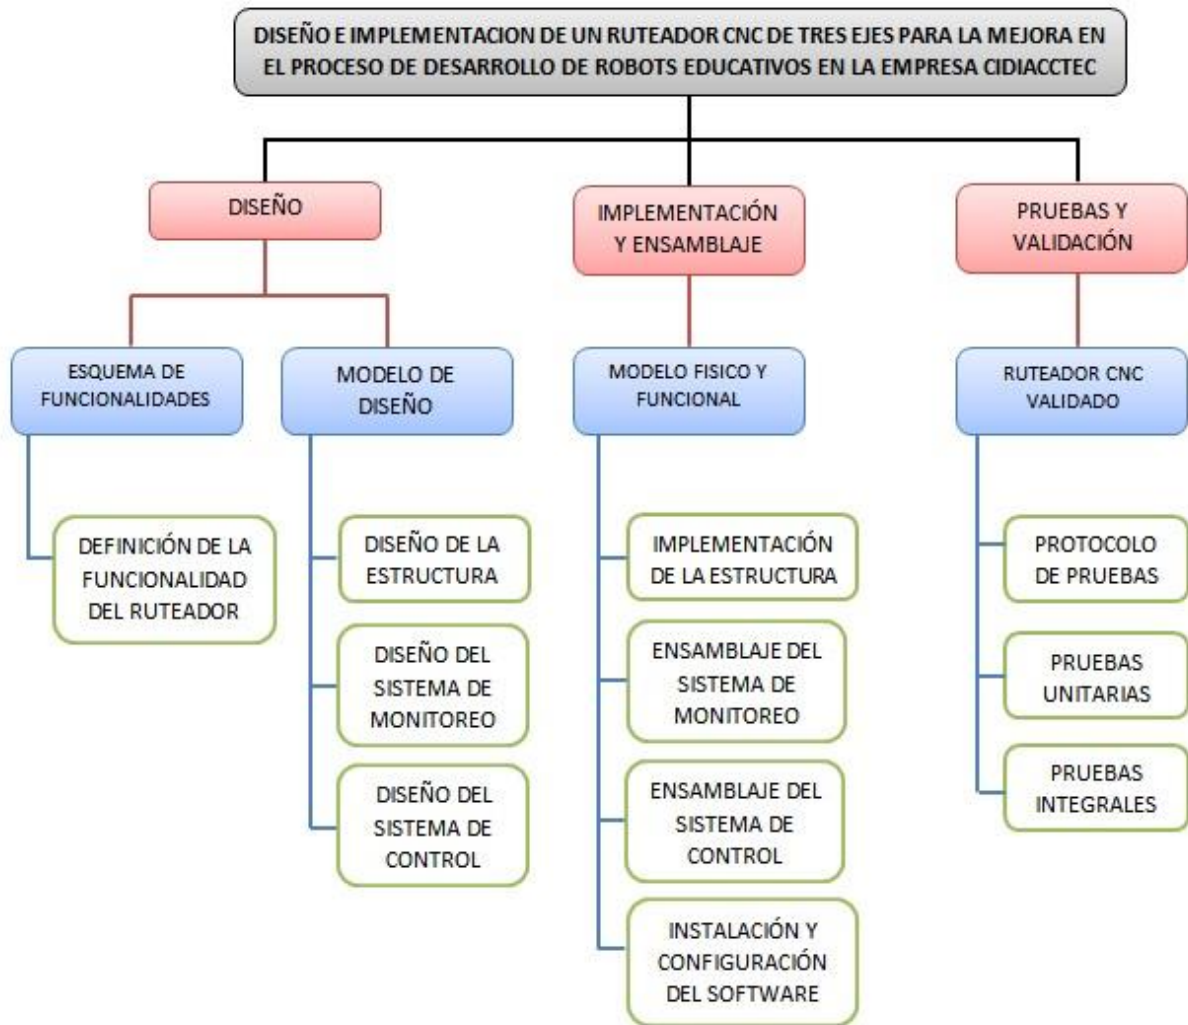 DISEÑO E IMPLEMENTACION DE UN RUTEADOR CNC DE TRES EJES PARA LA MEJORA EN
EL PROCESO DE DESARROLLO DE ROBOTS EDUCATIVOS EN LA EMPRESA CIDIACCTEC
DISEÑO
IMPLEMENTACIÓN
Y ENSAMBLAJE
PRUEBAS Y
VALIDACIÓN
ESQUEMA DE
FUNCIONALIDADES
MODELO DE
DISEÑO
MODELO FISICO Y
FUNCIONAL
RUTEADOR CNC
VALIDADO
DEFINICIÓN DE LA
FUNCIONALIDAD
DEL RUTEADOR
DISEÑO DE LA
ESTRUCTURA
DISEÑO DEL
SISTEMA DE
MONITOREO
DISEÑO DEL
SISTEMA DE
CONTROL
IMPLEMENTACIÓN
DE LA ESTRUCTURA
ENSAMBLAJE DEL
SISTEMA DE
MONITOREO
ENSAMBLAJE DEL
SISTEMA DE
CONTROL
INSTALACIÓN Y
CONFIGURACIÓN
DEL SOFTWARE
PROTOCOLO
DE PRUEBAS
PRUEBAS
UNITARIAS
PRUEBAS
INTEGRALES